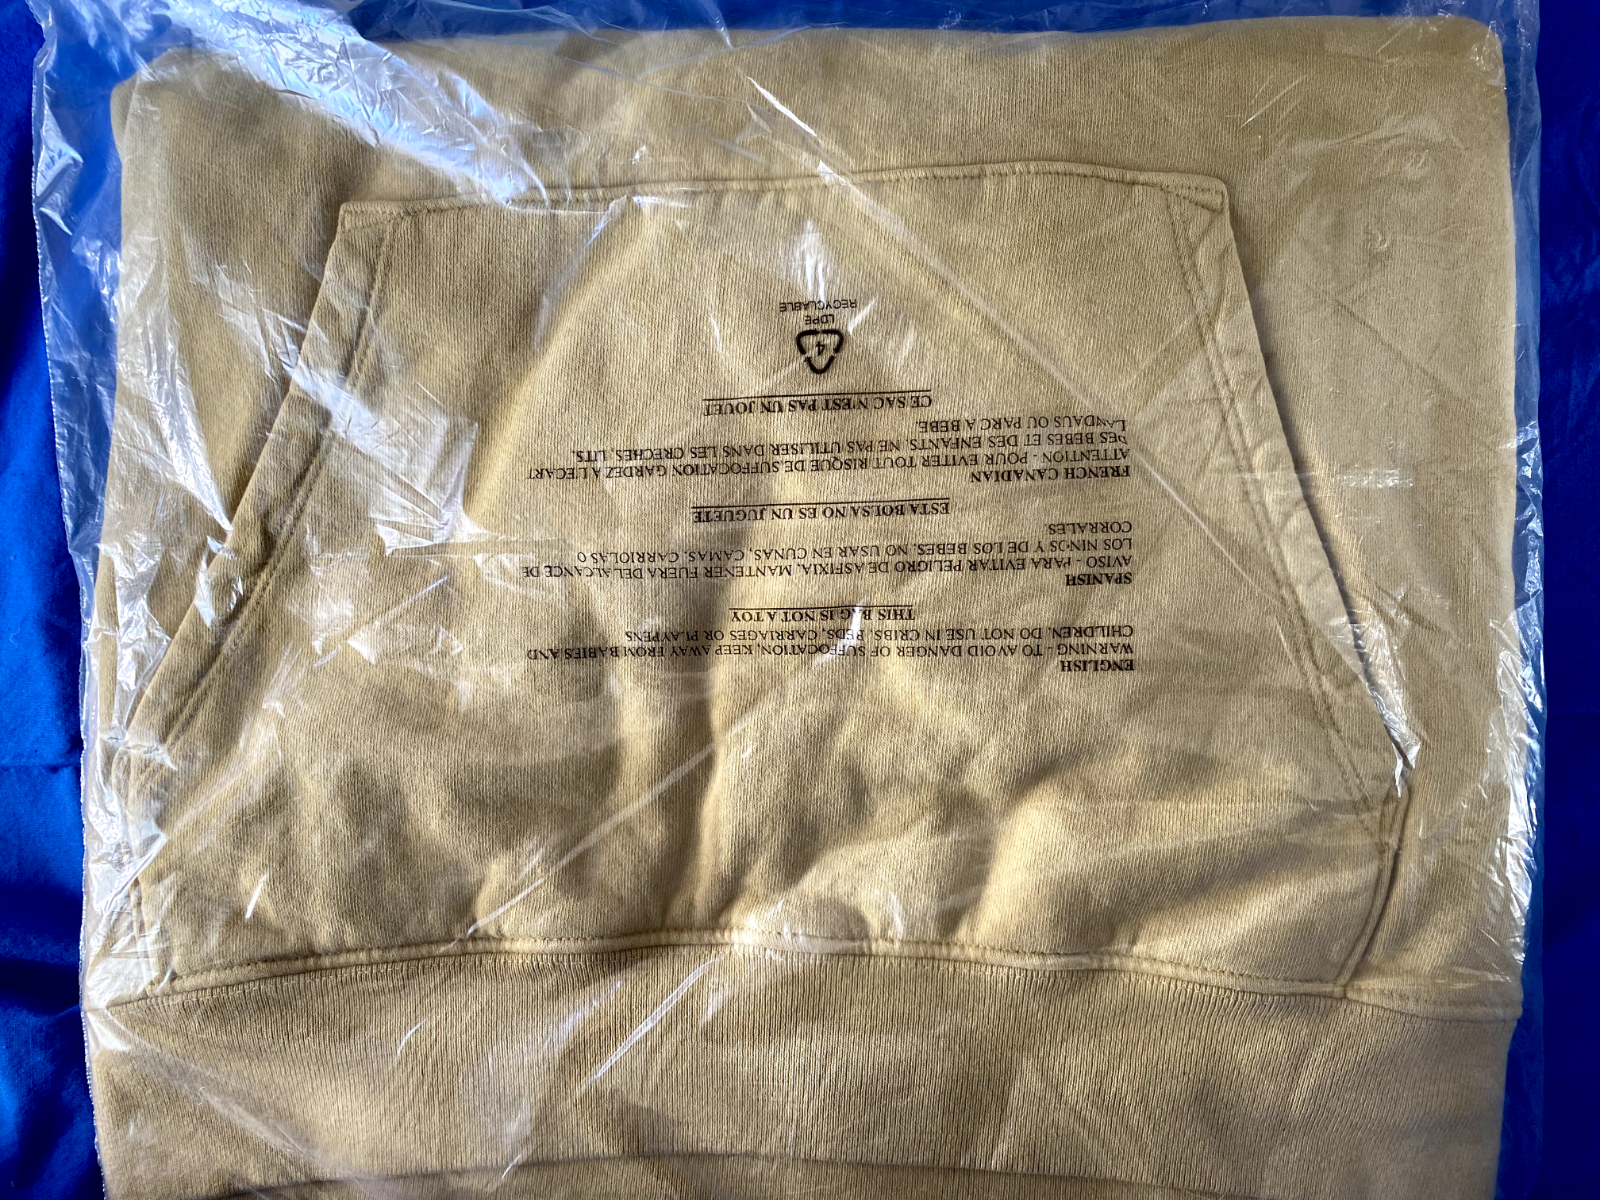 ENGLISH
WARNING - TO AVOID DANGER OF SUFFOCATION, KEEP AWAY FROM BABIES AND
CHILDREN. DO NOT USE IN CRIBS, BEDS, CARRIAGES OR PLAYPENS
THIS BAG IS NOT A TOY
SPANISH
AVISO - PARA EVITAR PELIGRO DE ASFIXIA, MANTENER FUERA DEL ALCANCE DE
LOS NINOS Y DE LOS BEBES, NO USAR EN CUNAS, CAMAS, CARRIOLAS O
CORRALES.
ESTA BOLSA NO ES UN JUGUETE
FRENCH CANADIAN
ATTENTION - POUR EVITER TOUT RISQUE DE SUFFOCATION GARDEZ A L'ECART
DES BEBES ET DES ENFANTS, NE PAS UTILISER DANS LES CRECHES, LITS,
LANDAUS OU PARC A BEBE.
CE SAC N'EST PAS UN JOUET
4
LDPE
RECYCLABLE